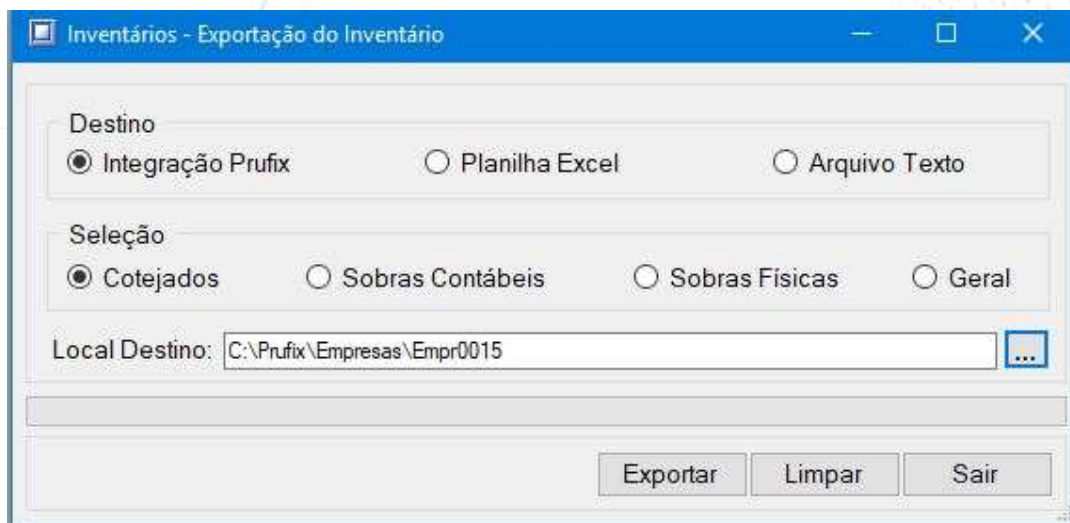 Inventários - Exportação do Inventário
Destino
Integração Prufix Planilha Excel Arquivo Texto
Seleção
Cotejados Sobras Contábeis Sobras Físicas Geral
Local Destino: C:\Prufix\Empresas\Empr0015 ...
Exportar Limpar Sair